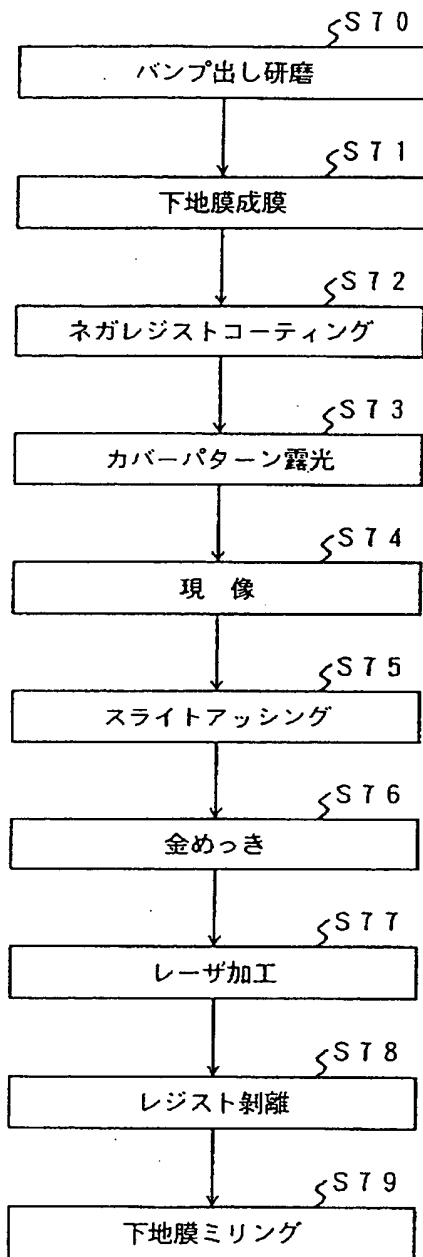 S70
バンプ出し研磨
S71
下地膜成膜
S72
ネガレジストコーティング
S73
カバーパターン露光
S74
現 像
S75
スライトアッシング
S76
金めっき
S77
レーザ加工
S78
レジスト剝離
S79
下地膜ミリング